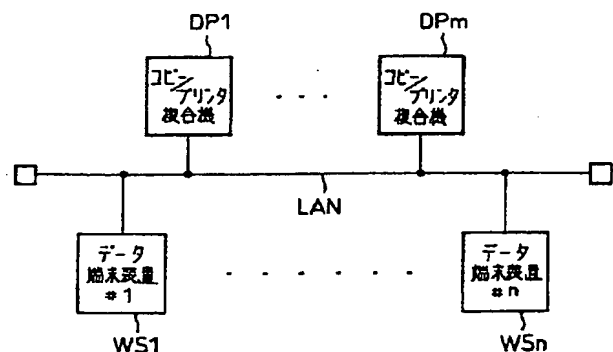 DP1
DPm
コピー/
プリンタ
複合機
コピー/
プリンタ
複合機
LAN
データ
端末装置
#1
データ
端末装置
#n
WS1
WSn